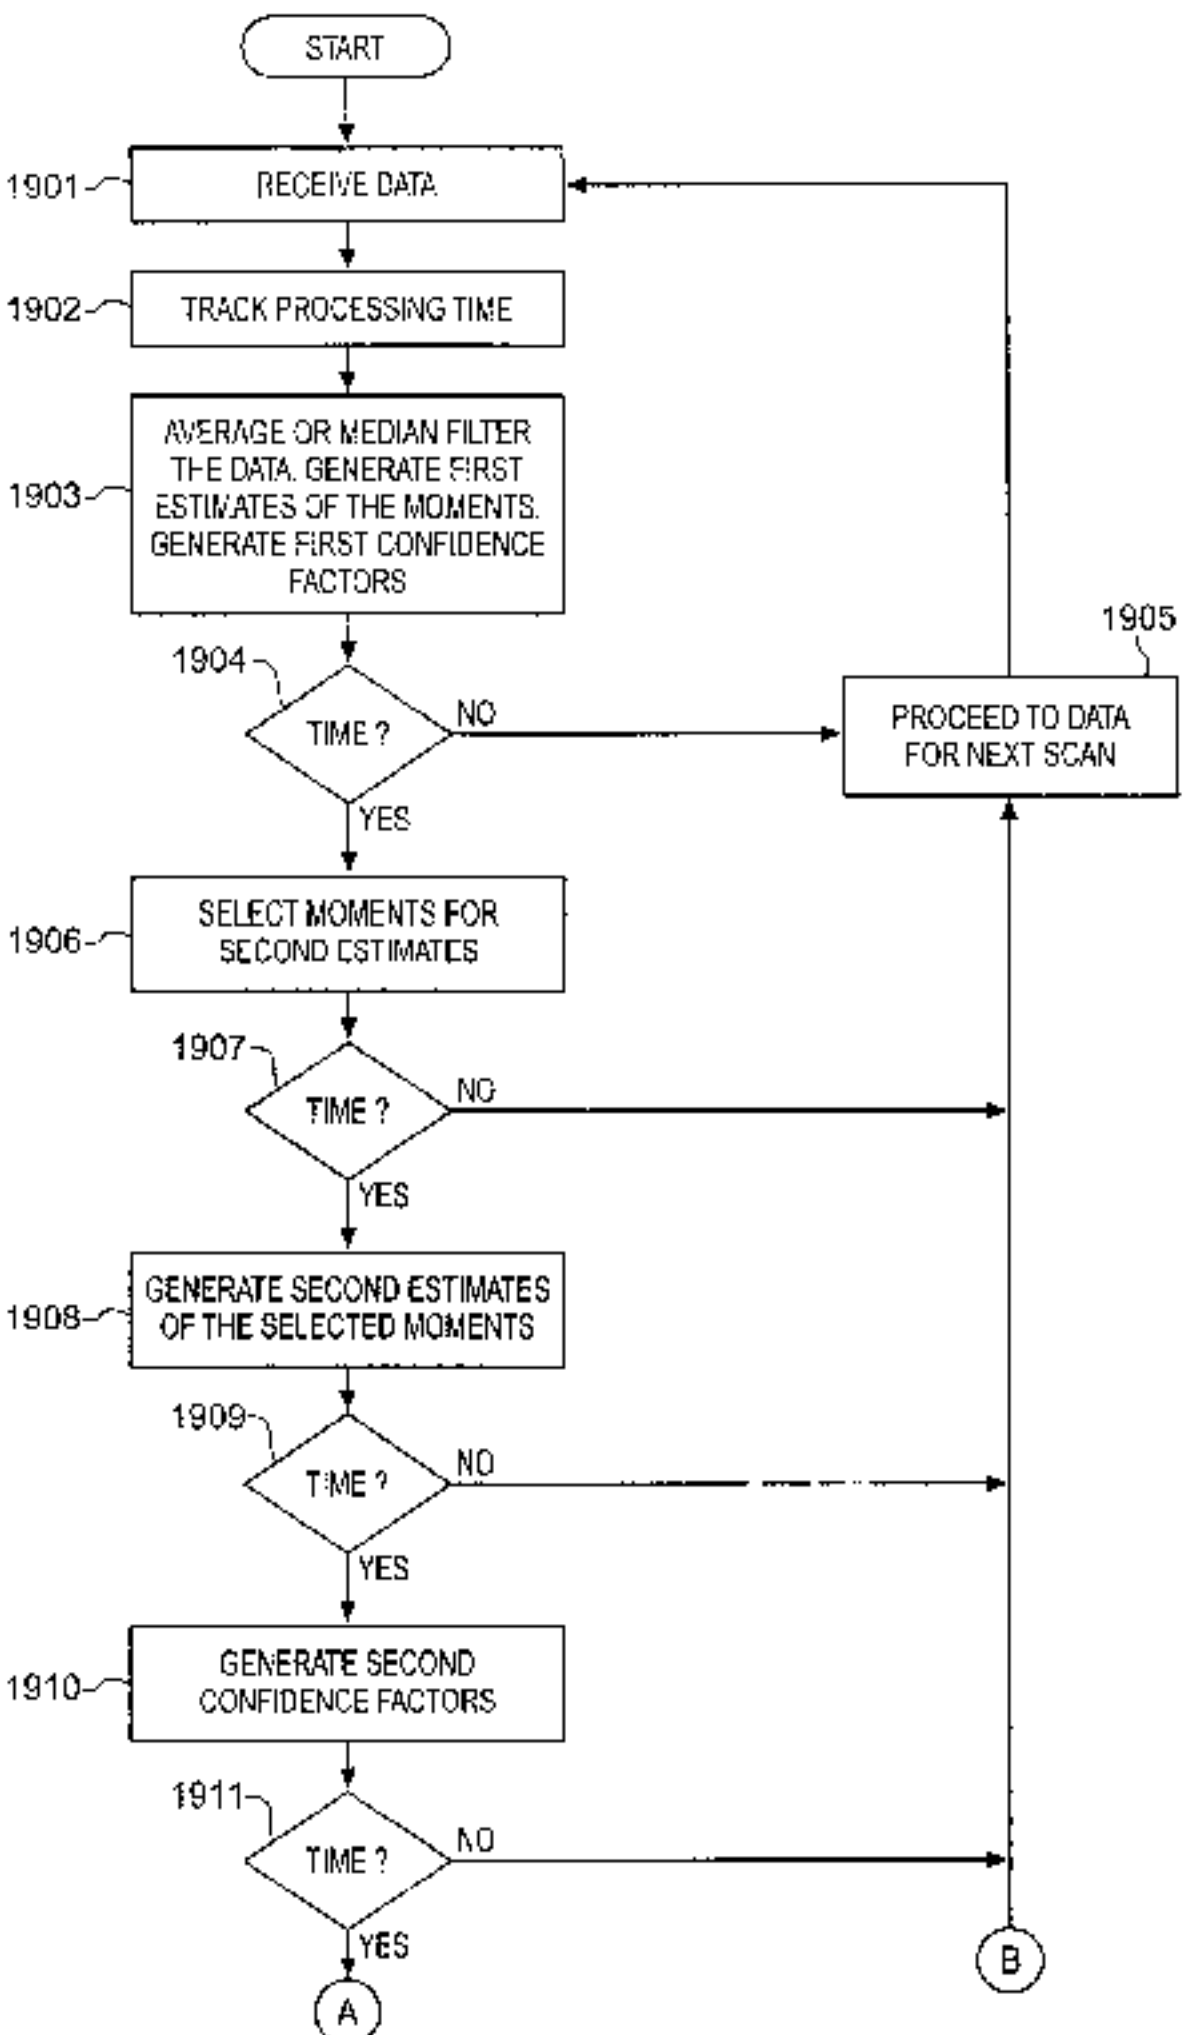 START
1901
RECEIVE DATA
1902
TRACK PROCESSING TIME
1903
AVERAGE OR MEDIAN FILTER
THE DATA. GENERATE FIRST
ESTIMATES OF THE MOMENTS.
GENERATE FIRST CONFIDENCE
FACTORS
1904
TIME ?
NO
YES
1905
PROCEED TO DATA
FOR NEXT SCAN
1906
SELECT MOMENTS FOR
SECOND ESTIMATES
1907
TIME ?
NO
YES
1908
GENERATE SECOND ESTIMATES
OF THE SELECTED MOMENTS
1909
TIME ?
NO
YES
1910
GENERATE SECOND
CONFIDENCE FACTORS
1911
TIME ?
NO
YES
A
B